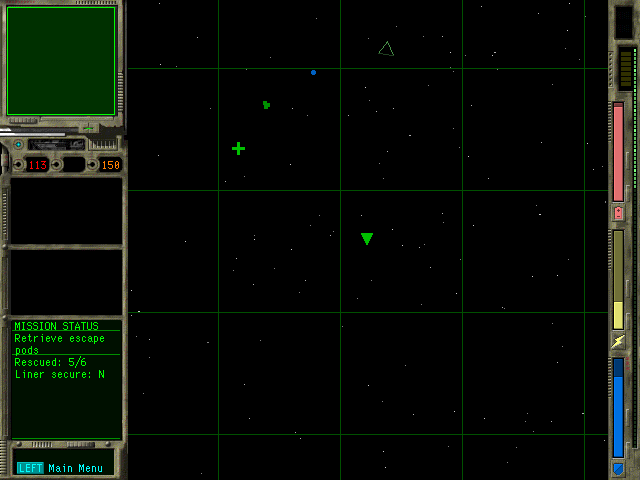 113 150
MISSION STATUS
Retrieve escape
pods
Rescued: 5/6
Liner secure: N
LEFT Main Menu